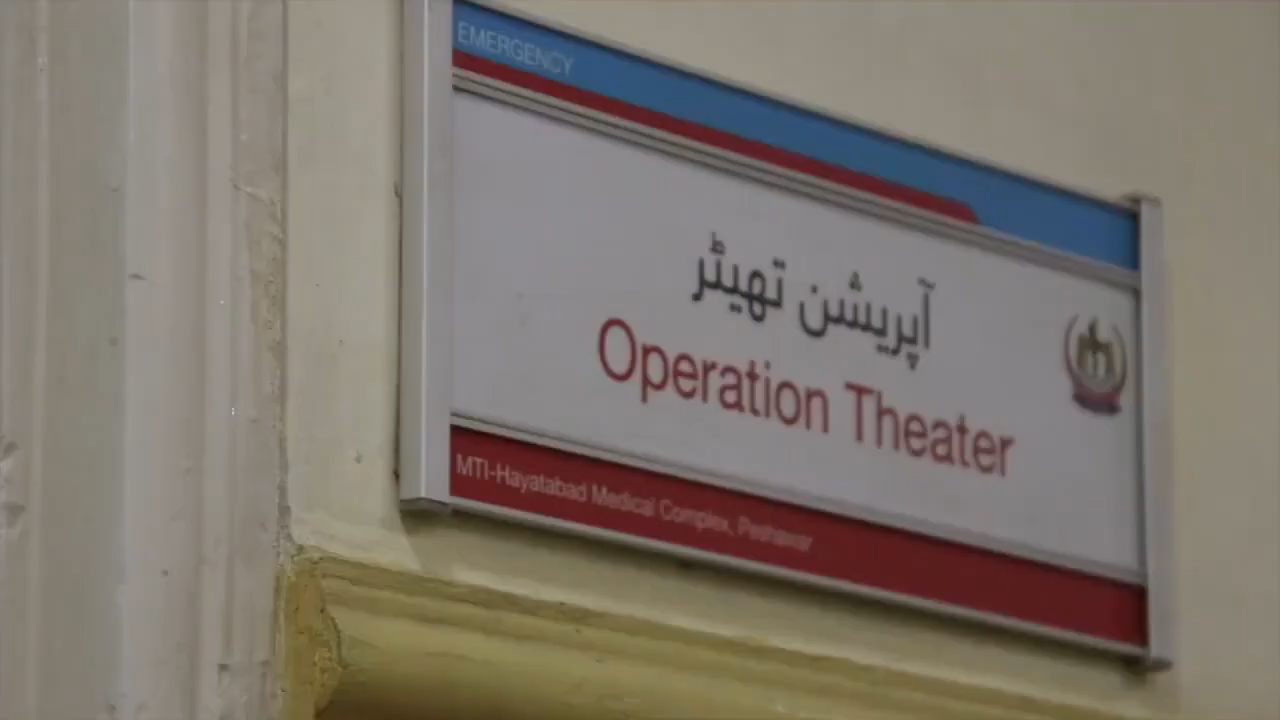 EMERGENCY
آپریشن تھیٹر
Operation Theater
MTI-Hayatabad Medical Complex, Peshawar